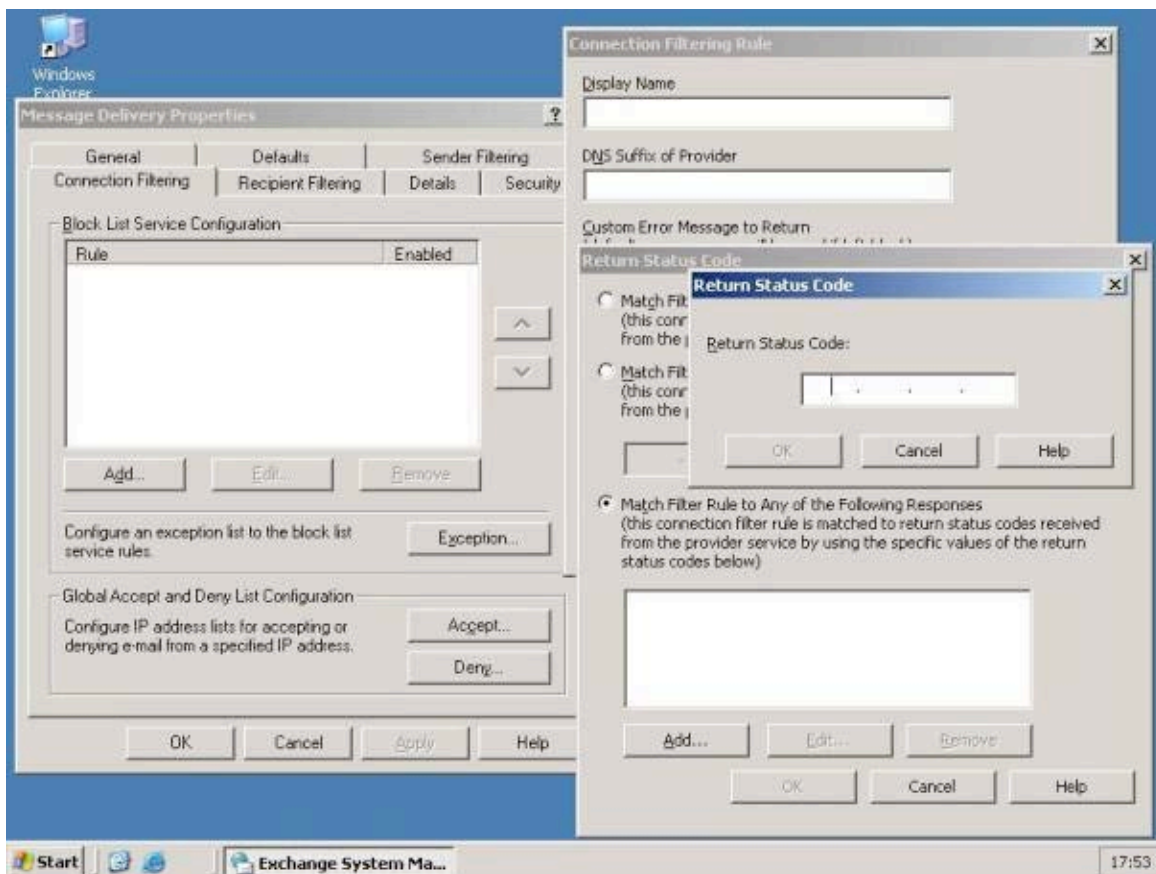 Windows
Explorer
Message Delivery Properties
?
General
Defaults
Sender Filtering
Connection Filtering
Recipient Filtering
Details
Security
Block List Service Configuration
Rule
Enabled
Add...
Edit...
Remove
Configure an exception list to the block list
service rules.
Exception...
Global Accept and Deny List Configuration
Configure IP address lists for accepting or
denying e-mail from a specified IP address.
Accept...
Deny...
OK
Cancel
Apply
Help
Connection Filtering Rule
Display Name
DNS Suffix of Provider
Custom Error Message to Return
Return Status Code
Match Filt
(this conr
from the
Match Filt
(this conr
from the
Return Status Code
Return Status Code:
. . .
OK
Cancel
Help
Match Filter Rule to Any of the Following Responses
(this connection filter rule is matched to return status codes received
from the provider service by using the specific values of the return
status codes below)
Add...
Edit...
Remove
OK
Cancel
Help
Start
Exchange System Ma...
17:53